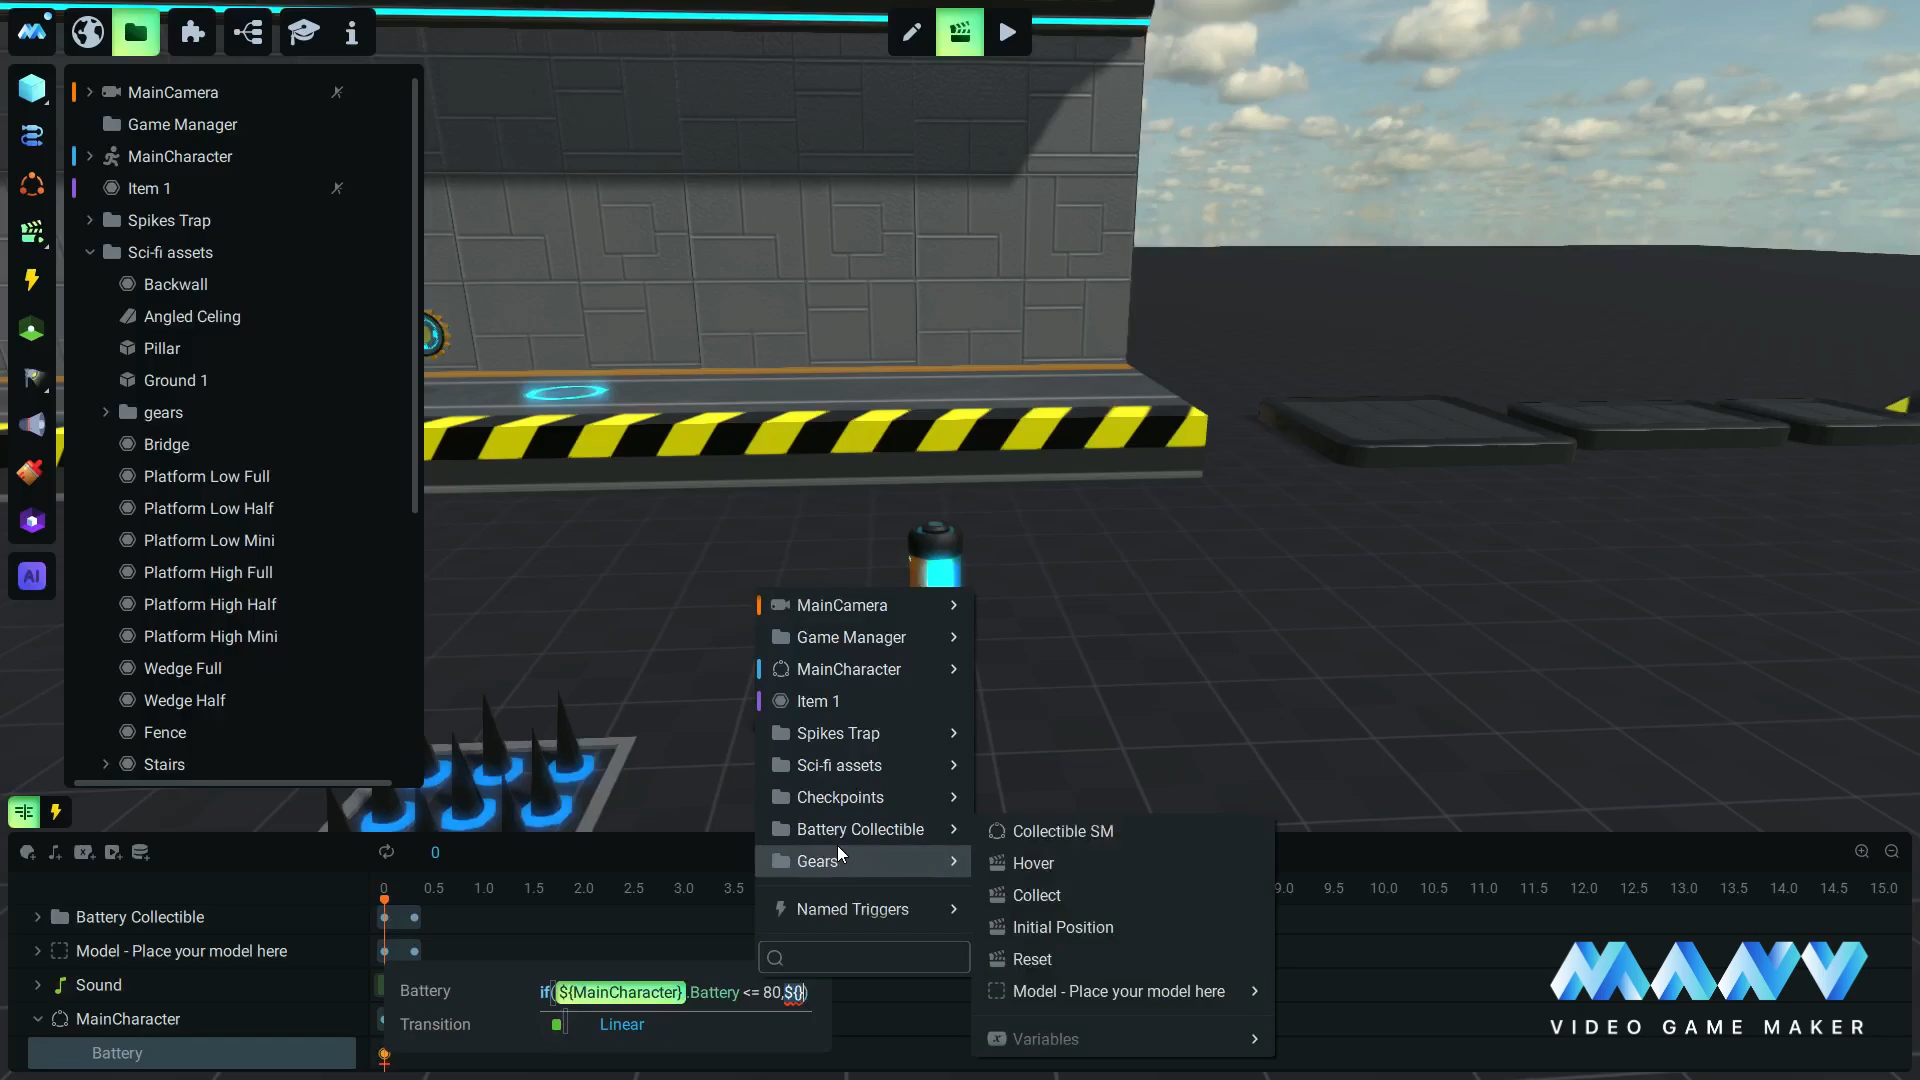 MainCamera
Game Manager
MainCharacter
Item 1
Spikes Trap
Sci-fi assets
Backwall
Angled Celing
Pillar
Ground 1
gears
Bridge
Platform Low Full
Platform Low Half
Platform Low Mini
Platform High Full
Platform High Half
Platform High Mini
Wedge Full
Wedge Half
Fence
Stairs
AI
MainCamera
Game Manager
MainCharacter
Item 1
Spikes Trap
Sci-fi assets
Checkpoints
Battery Collectible
Gears
Named Triggers
Collectible SM
Hover
Collect
Initial Position
Reset
Model - Place your model here
Variables
0
0 0.5 1.0 1.5 2.0 2.5 3.0 3.5 9.0 9.5 10.0 10.5 11.0 11.5 12.0 12.5 13.0 13.5 14.0 14.5 15.0
Battery Collectible
Model - Place your model here
Sound
MainCharacter
Battery
Battery if(${MainCharacter}.Battery <= 80,${})
Transition Linear
MAKV
VIDEO GAME MAKER